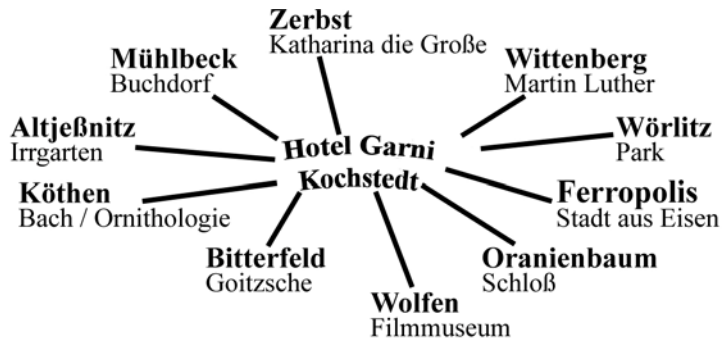 Zerbst
Katharina die Große
Mühlbeck
Buchdorf
Wittenberg
Martin Luther
Altjeßnitz
Irrgarten
Hotel Garni
Kochstedt
Wörlitz
Park
Köthen
Bach / Ornithologie
Ferropolis
Stadt aus Eisen
Bitterfeld
Goitzsche
Oranienbaum
Schloß
Wolfen
Filmmuseum